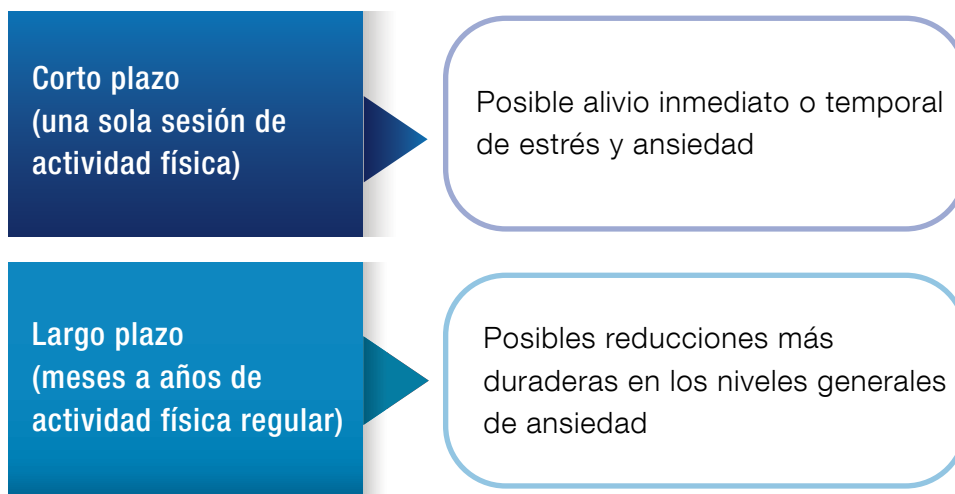 Corto plazo
(una sola sesión de
actividad física)
Posible alivio inmediato o temporal
de estrés y ansiedad
Largo plazo
(meses a años de
actividad física regular)
Posibles reducciones más
duraderas en los niveles generales
de ansiedad